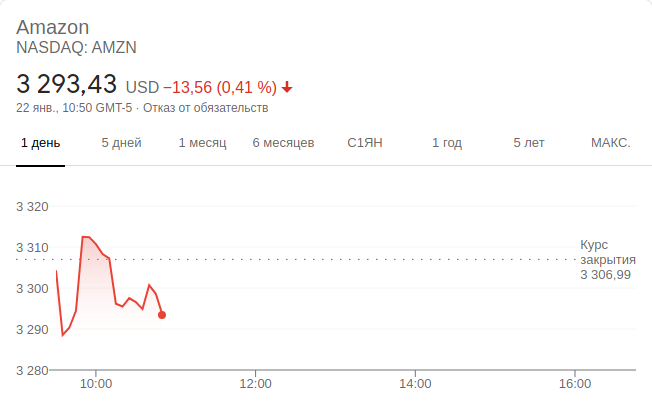 Amazon
NASDAQ: AMZN
3 293,43 USD −13,56 (0,41 %)
22 янв., 10:50 GMT-5 · Отказ от обязательств
1 день 5 дней 1 месяц 6 месяцев С1ЯН 1 год 5 лет МАКС.
3 320
3 310
3 300
3 290
3 280
Курс
закрытия
3 306,99
10:00 12:00 14:00 16:00